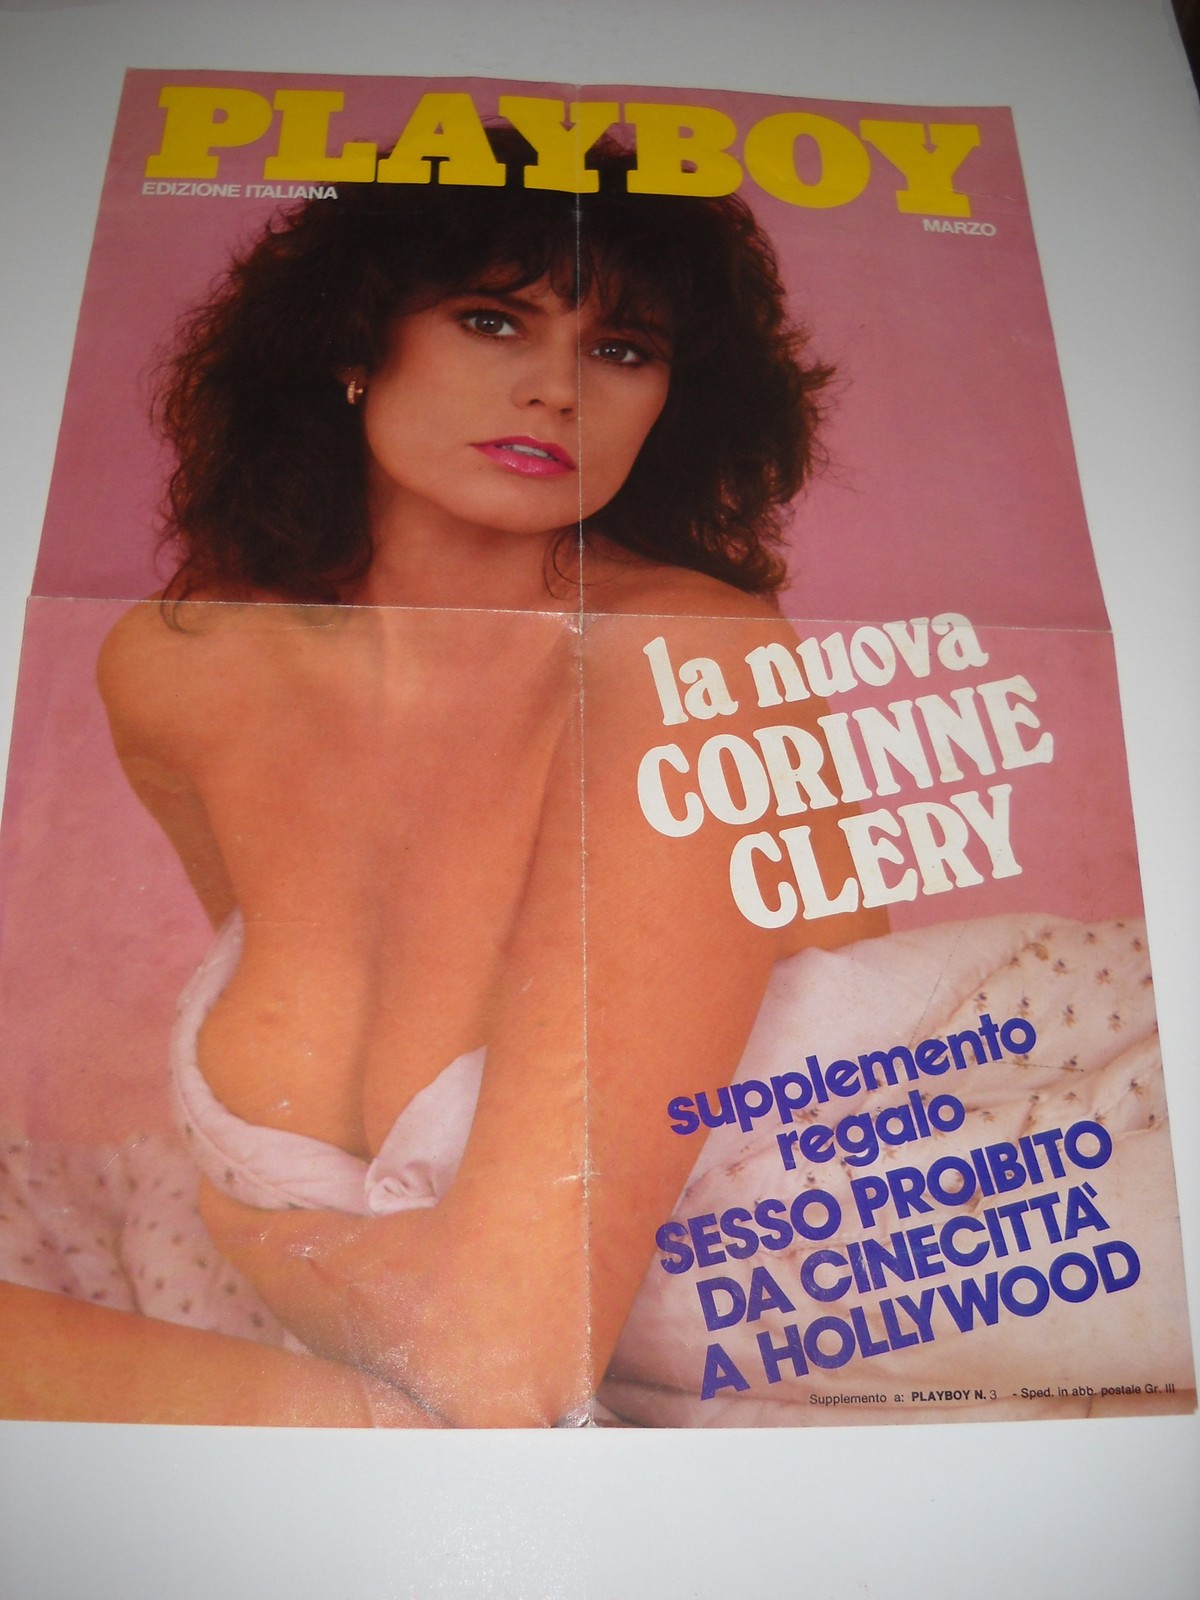 PLAYBOY
EDIZIONE ITALIANA
MARZO
la nuova
CORINNE
CLERY
supplemento
regalo
SESSO PROIBITO
DA CINECITTÀ
A HOLLYWOOD
Supplemento a: PLAYBOY N. 3 - Sped. in abb. postale Gr. III